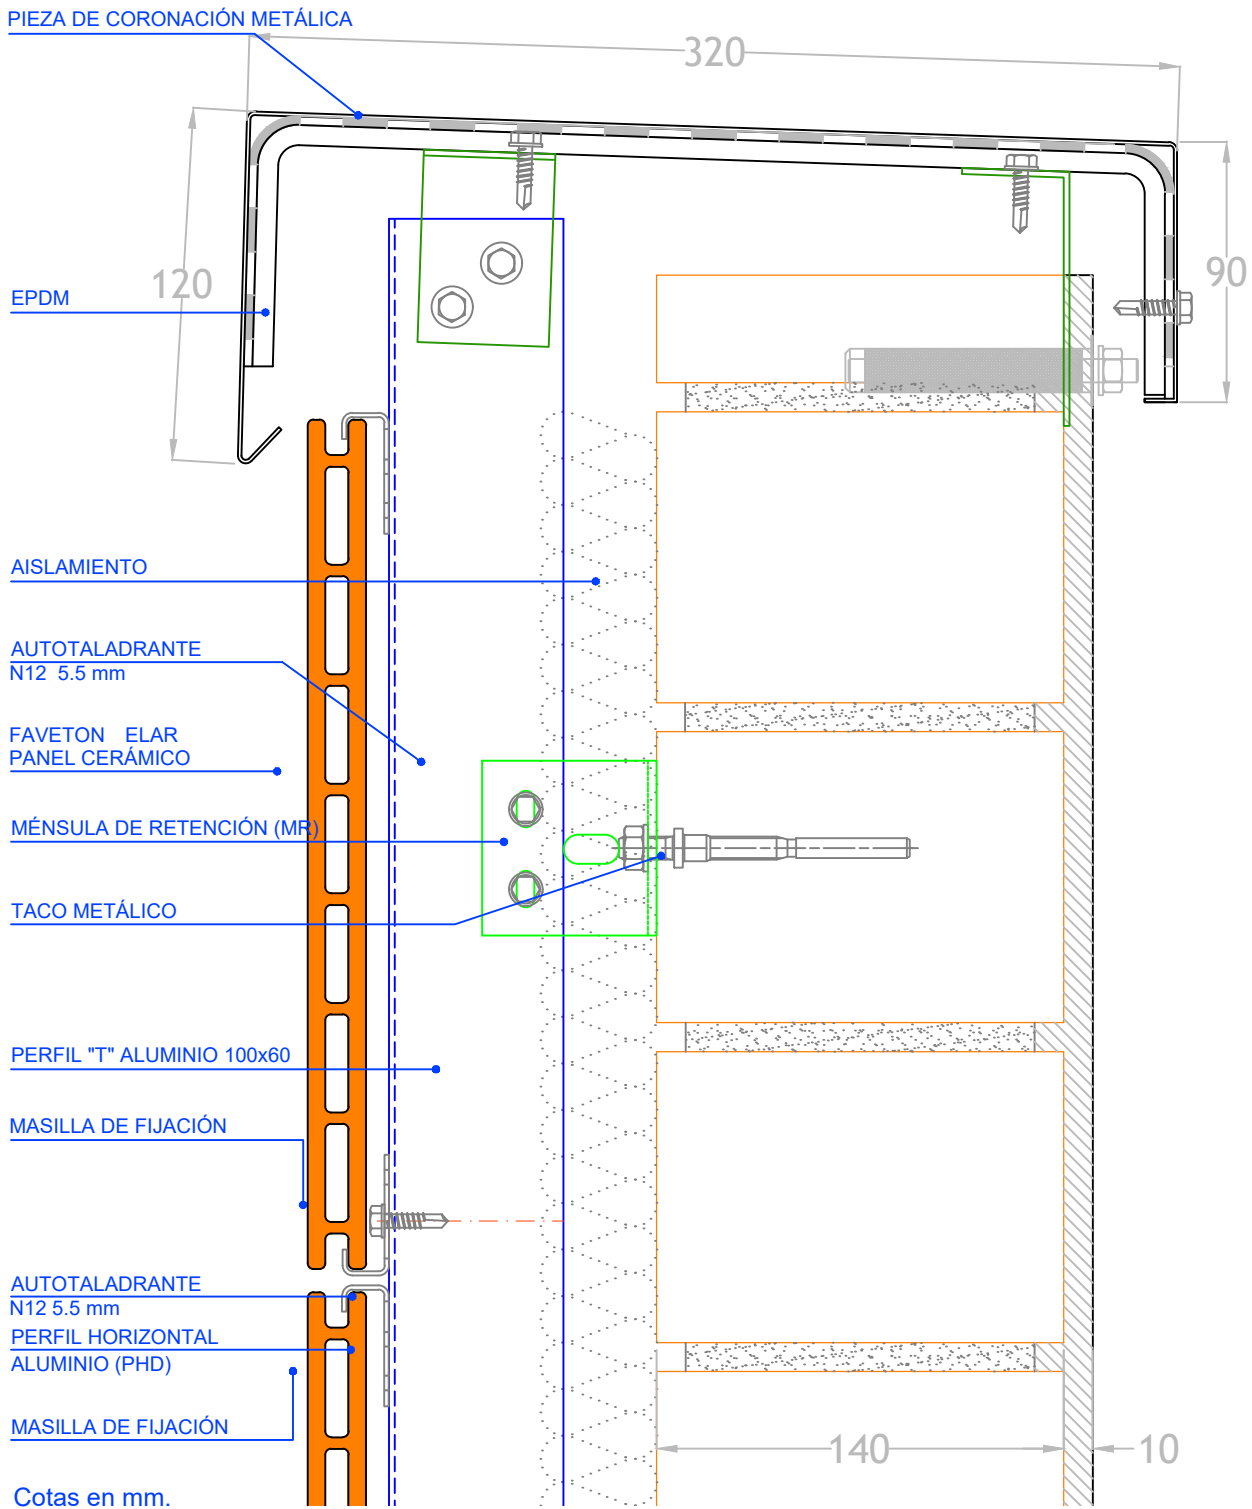 PIEZA DE CORONACIÓN METÁLICA
320
120
90
EPDM
AISLAMIENTO
AUTOTALADRANTE
N12 5.5 mm
FAVETON ELAR
PANEL CERÁMICO
MÉNSULA DE RETENCIÓN (MR)
TACO METÁLICO
PERFIL "T" ALUMINIO 100x60
MASILLA DE FIJACIÓN
AUTOTALADRANTE
N12 5.5 mm
PERFIL HORIZONTAL
ALUMINIO (PHD)
MASILLA DE FIJACIÓN
140
10
Cotas en mm.